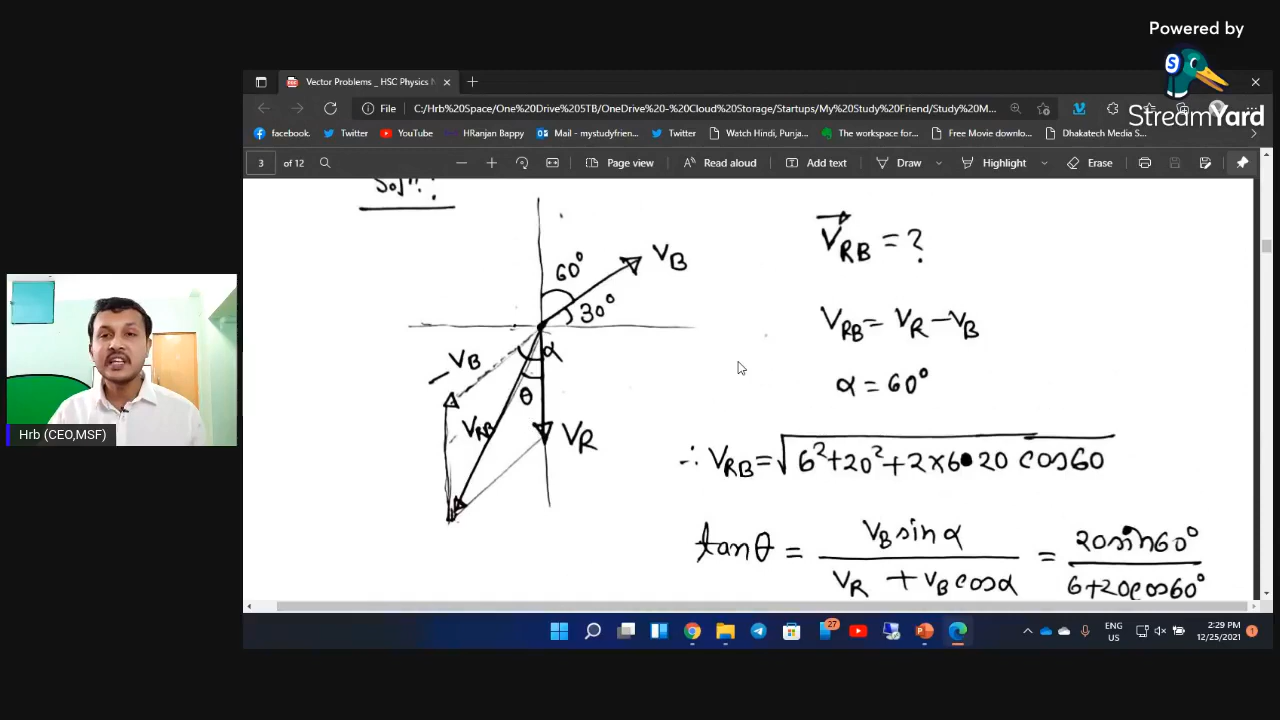 Powered by
StreamYard
Vector Problems _ HSC Physics
File C:/Hrb%20Space/One%20Drive%205TB/OneDrive%20-%20Cloud%20Storage/Startups/My%20Study%20Friend/Study%20M...
facebook. Twitter YouTube HRanjan Bappy Mail - mystudyfrien... Twitter Watch Hindi, Punja... The workspace for... Free Movie downlo... Dhakatech Media S...
3 of 12 Page view Read aloud Add text Draw Highlight Erase
Sol
60° V_B
30°
α
-V_B
θ
V_RB
V_R
V_RB = ?
V_RB = V_R - V_B
α = 60°
∴ V_RB = √6²+20²+2×6•20 cos60
tanθ = V_B sinα / V_R + V_B cosα = 20sin60° / 6+20cos60°
Hrb (CEO,MSF)
27
ENG
US
2:29 PM
12/25/2021
1